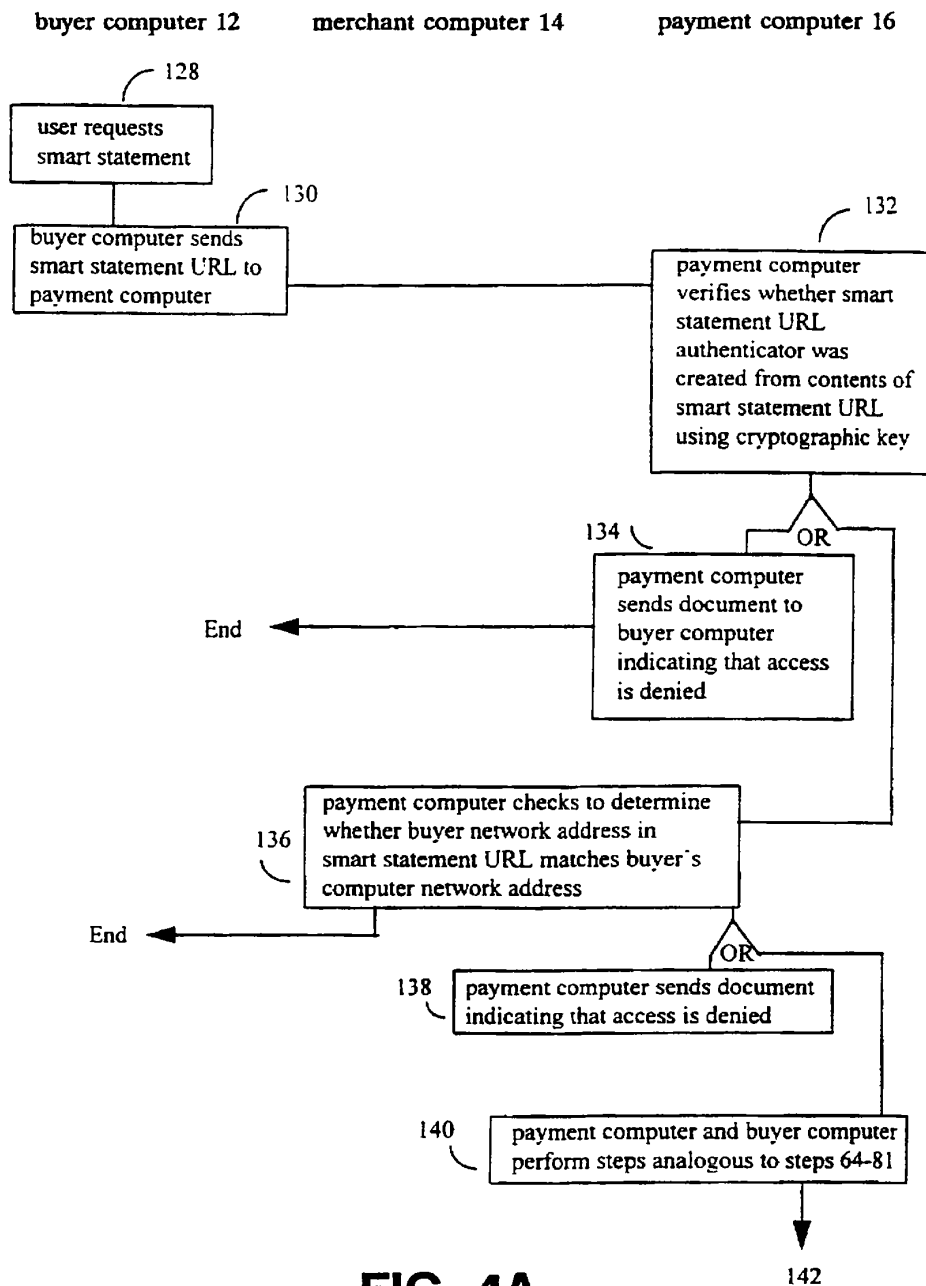 buyer computer 12 merchant computer 14 payment computer 16
128
user requests
smart statement
130
buyer computer sends
smart statement URL to
payment computer
132
payment computer
verifies whether smart
statement URL
authenticator was
created from contents of
smart statement URL
using cryptographic key
OR
134
payment computer
sends document to
buyer computer
indicating that access
is denied
End
136
payment computer checks to determine
whether buyer network address in
smart statement URL matches buyer's
computer network address
End
OR
138
payment computer sends document
indicating that access is denied
140
payment computer and buyer computer
perform steps analogous to steps 64-81
142
FIG. 4A